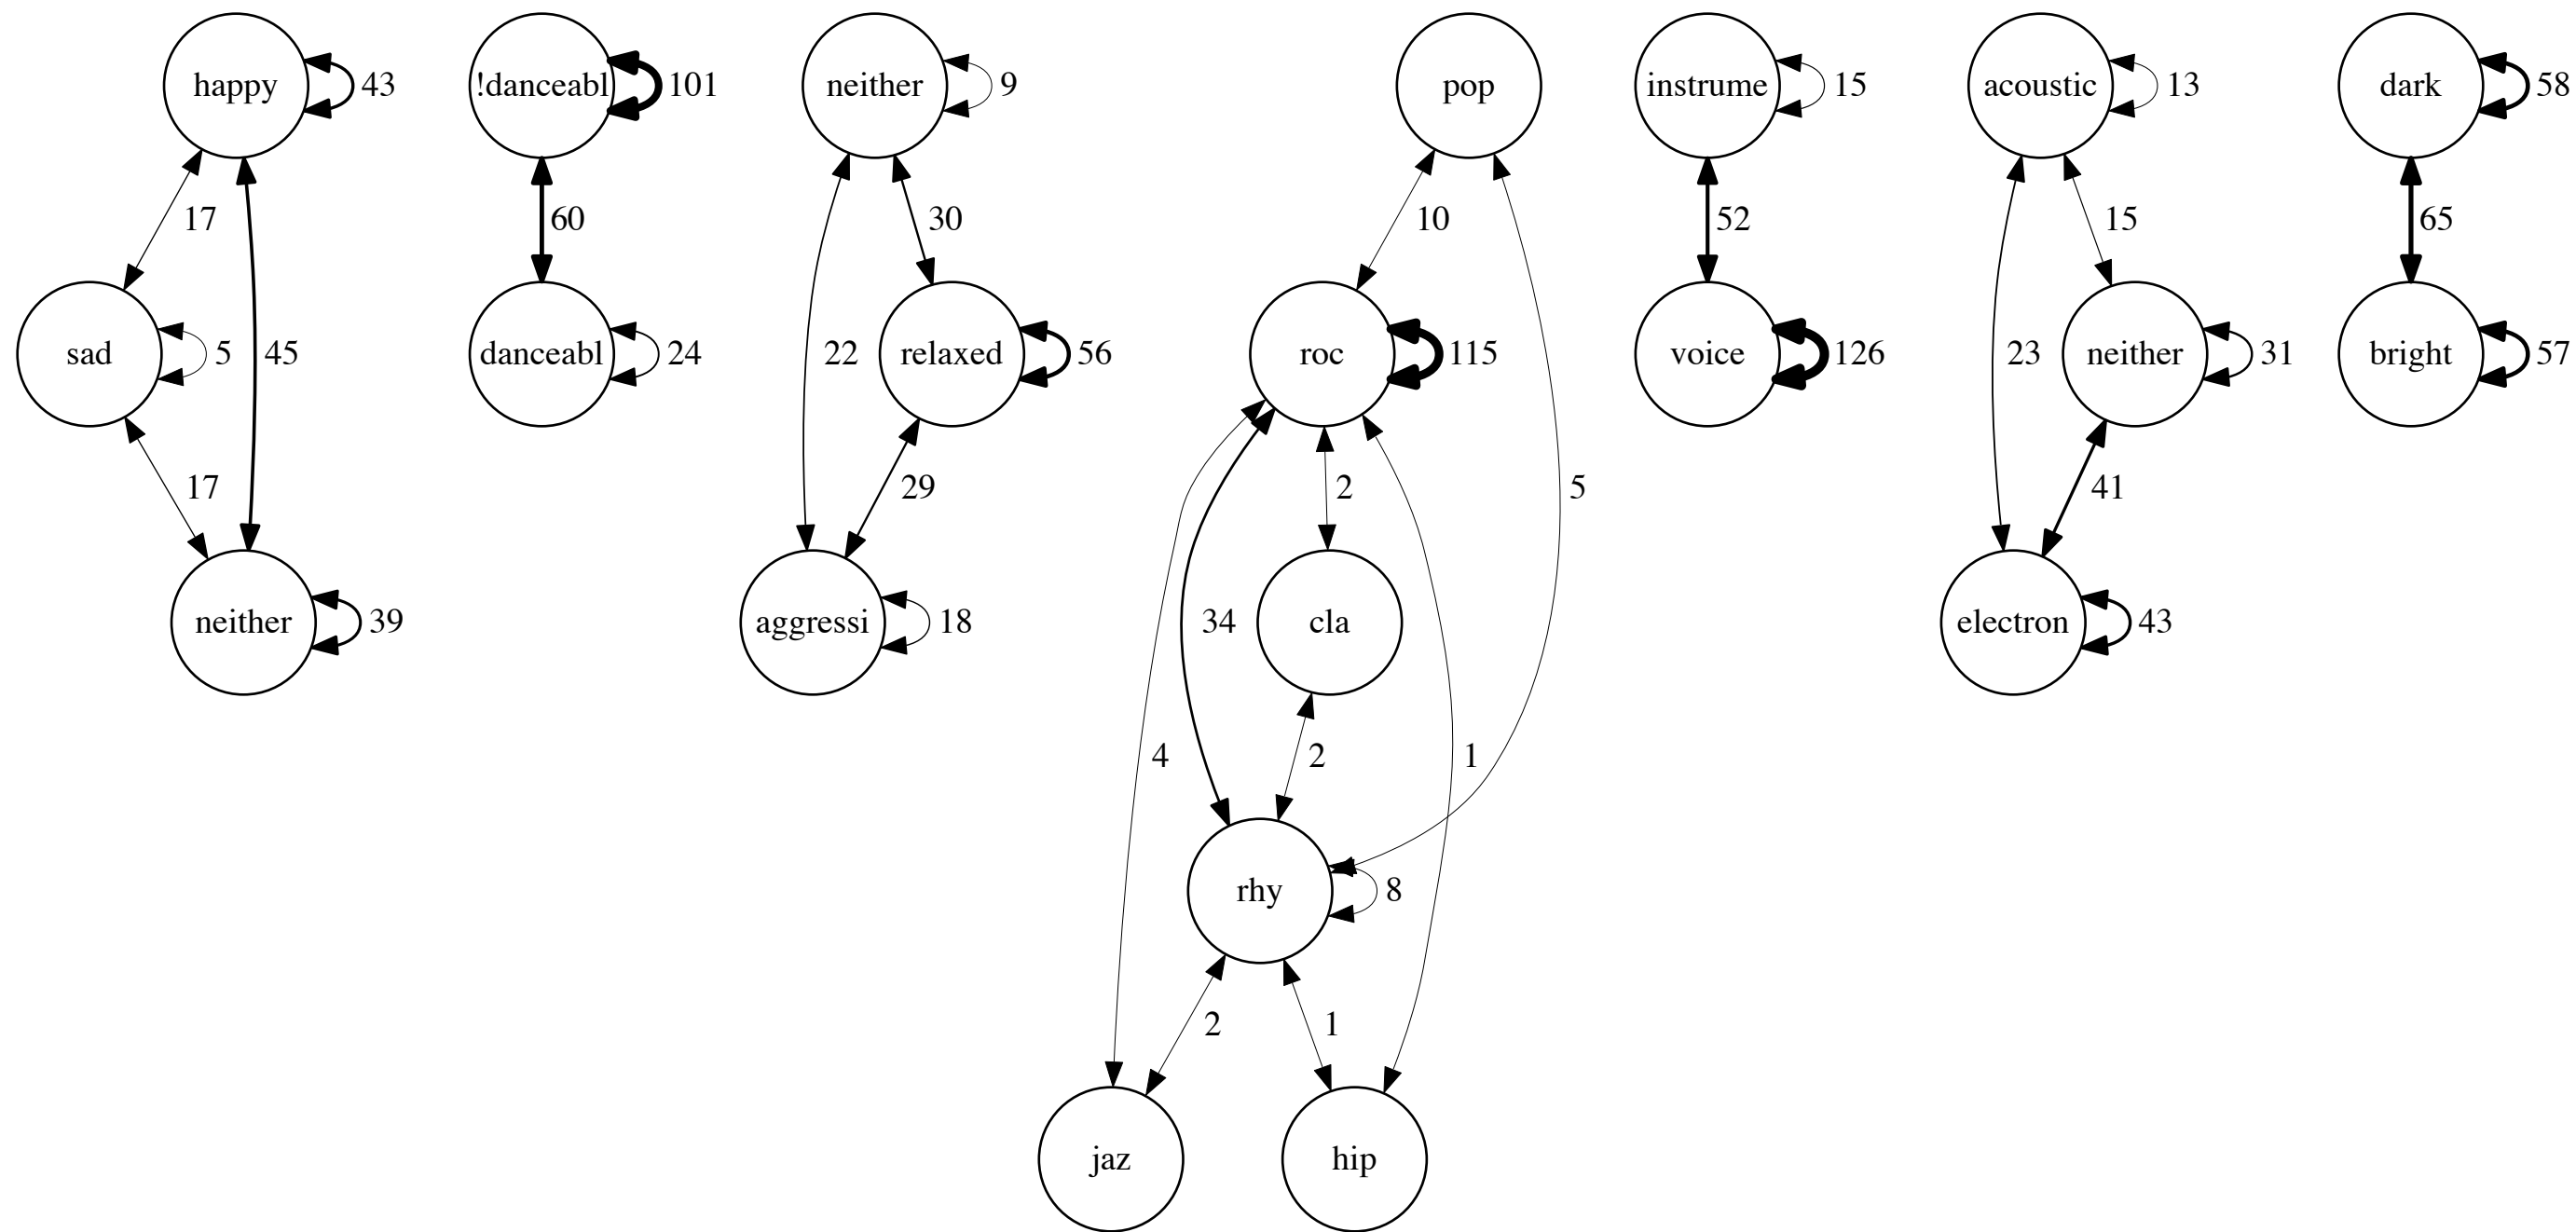 happy 43 !danceabl 101 neither 9 pop instrume 15 acoustic 13 dark 58
17 60 30 10 52 15 65
sad 5 45 danceabl 24 22 relaxed 56 roc 115 voice 126 23 neither 31 bright 57
17 29 2 5 41
neither 39 aggressi 18 34 cla electron 43
4 2 1
rhy 8
2 1
jaz hip